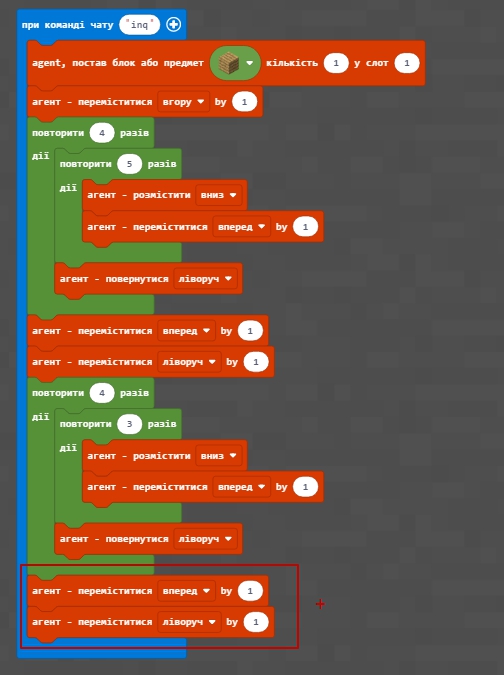 при команді чату "inq"
agent, постав блок або предмет кількість 1 у слот 1
агент - переміститися вгору by 1
повторити 4 разів
дії
повторити 5 разів
дії
агент - розмістити вниз
агент - переміститися вперед by 1
агент - повернутися ліворуч
агент - переміститися вперед by 1
агент - переміститися ліворуч by 1
повторити 4 разів
дії
повторити 3 разів
дії
агент - розмістити вниз
агент - переміститися вперед by 1
агент - повернутися ліворуч
агент - переміститися вперед by 1
агент - переміститися ліворуч by 1